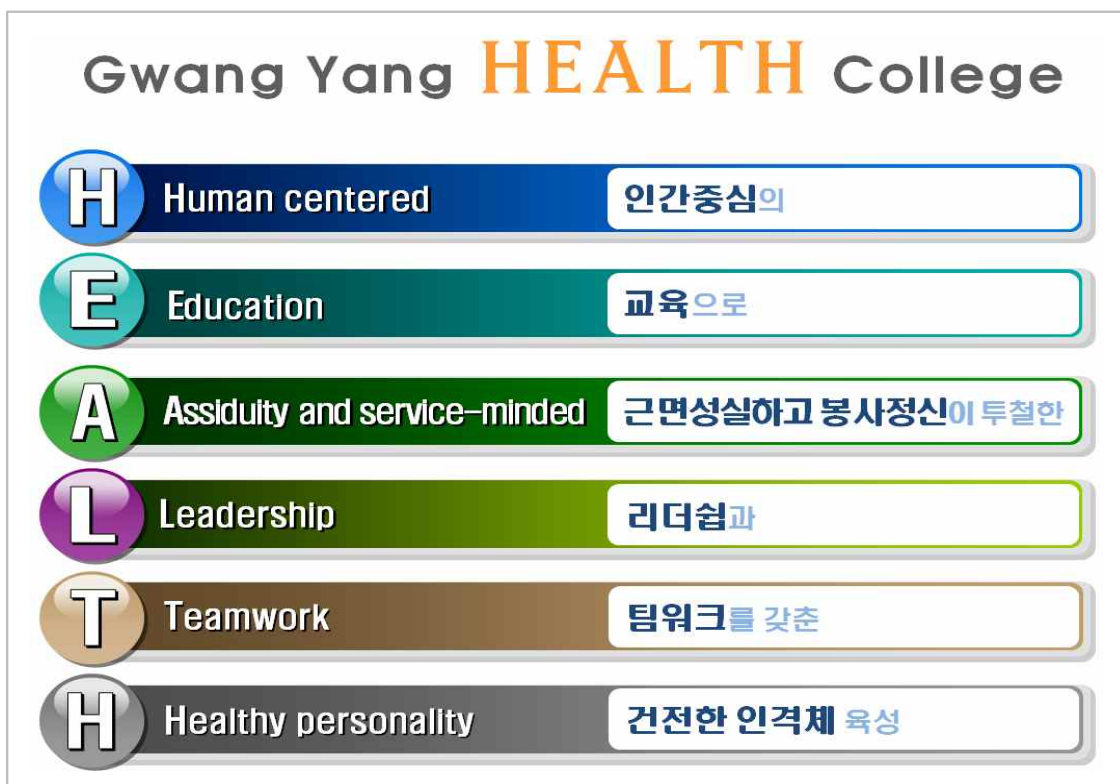 Gwang Yang HEALTH College
H Human centered 인간중심의
E Education 교육으로
A Assiduity and service-minded 근면성실하고 봉사정신이 투철한
L Leadership 리더쉽과
T Teamwork 팀워크를 갖춘
H Healthy personality 건전한 인격체 육성